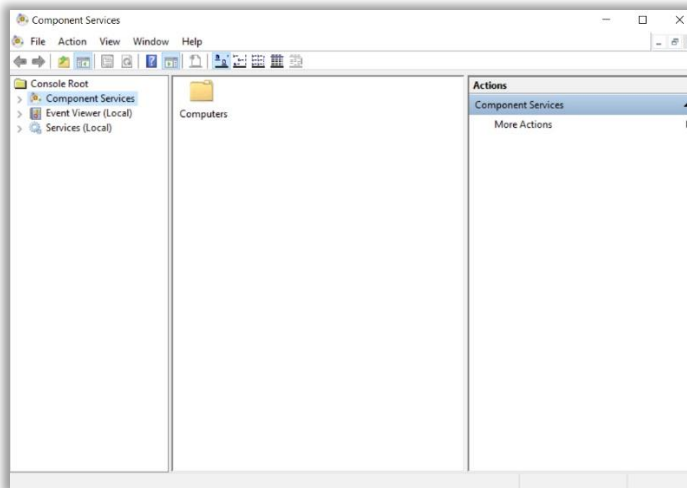 Component Services
File Action View Window Help
Console Root
Component Services
Event Viewer (Local)
Services (Local)
Computers
Actions
Component Services
More Actions